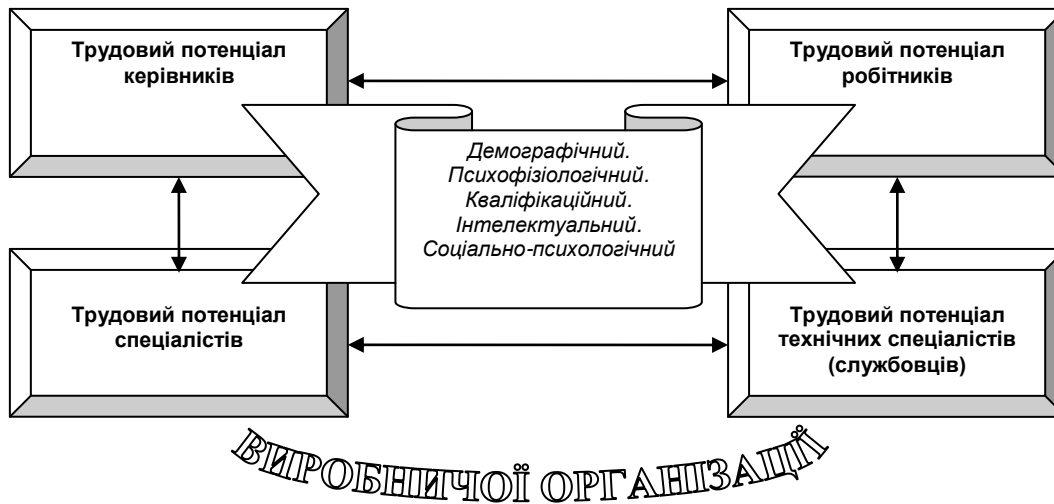 Трудовий потенціал
керівників
Трудовий потенціал
робітників
Демографічний.
Психофізіологічний.
Кваліфікаційний.
Інтелектуальний.
Соціально-психологічний
Трудовий потенціал
спеціалістів
Трудовий потенціал
технічних спеціалістів
(службовців)
ВИРОБНИЧОЇ ОРГАНІЗАЦІЇ